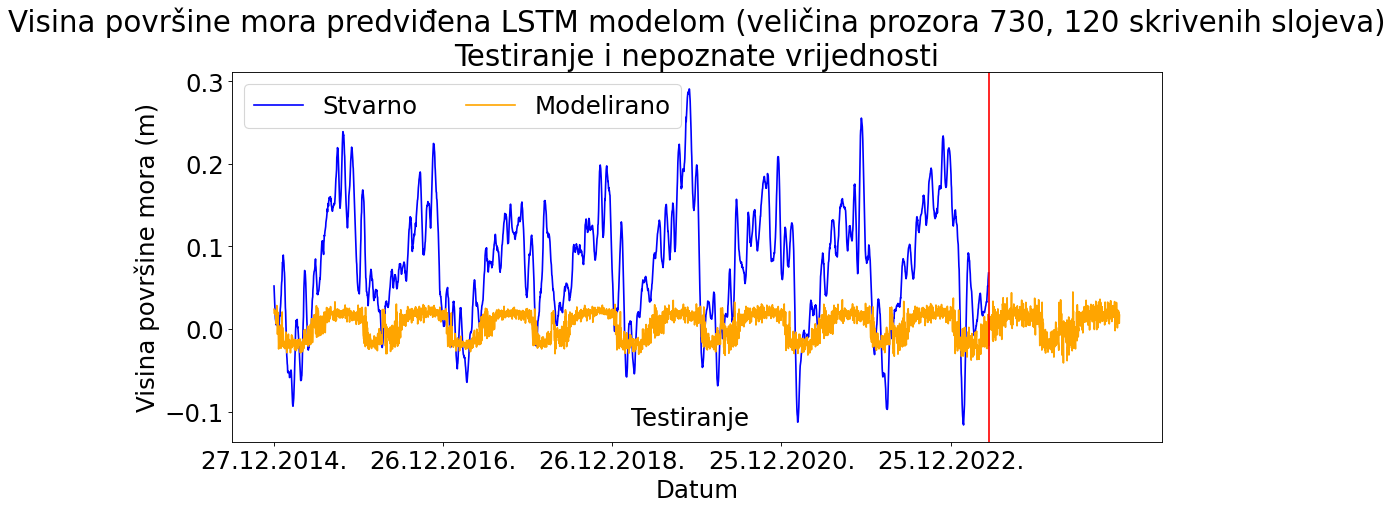 Visina površine mora predviđena LSTM modelom (veličina prozora 730, 120 skrivenih slojeva)
Testiranje i nepoznate vrijednosti
Stvarno Modelirano
Visina površine mora (m)
0.3
0.2
0.1
0.0
−0.1
Testiranje
27.12.2014. 26.12.2016. 26.12.2018. 25.12.2020. 25.12.2022.
Datum